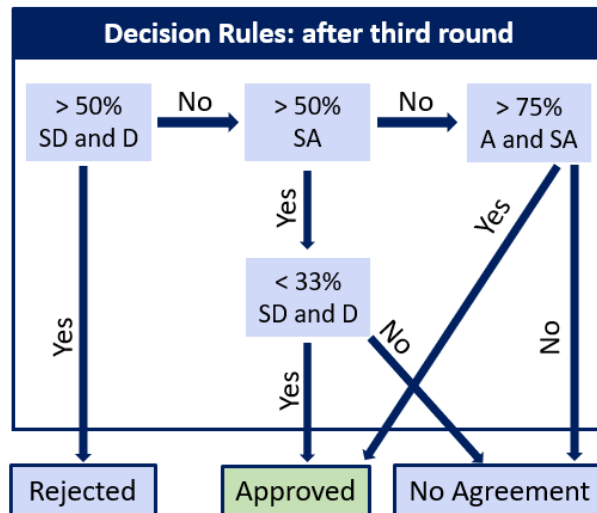 Decision Rules: after third round
> 50%
SD and D
No
> 50%
SA
No
> 75%
A and SA
Yes
Yes
< 33%
SD and D
Yes
No
No
Yes
Rejected
Approved
No Agreement